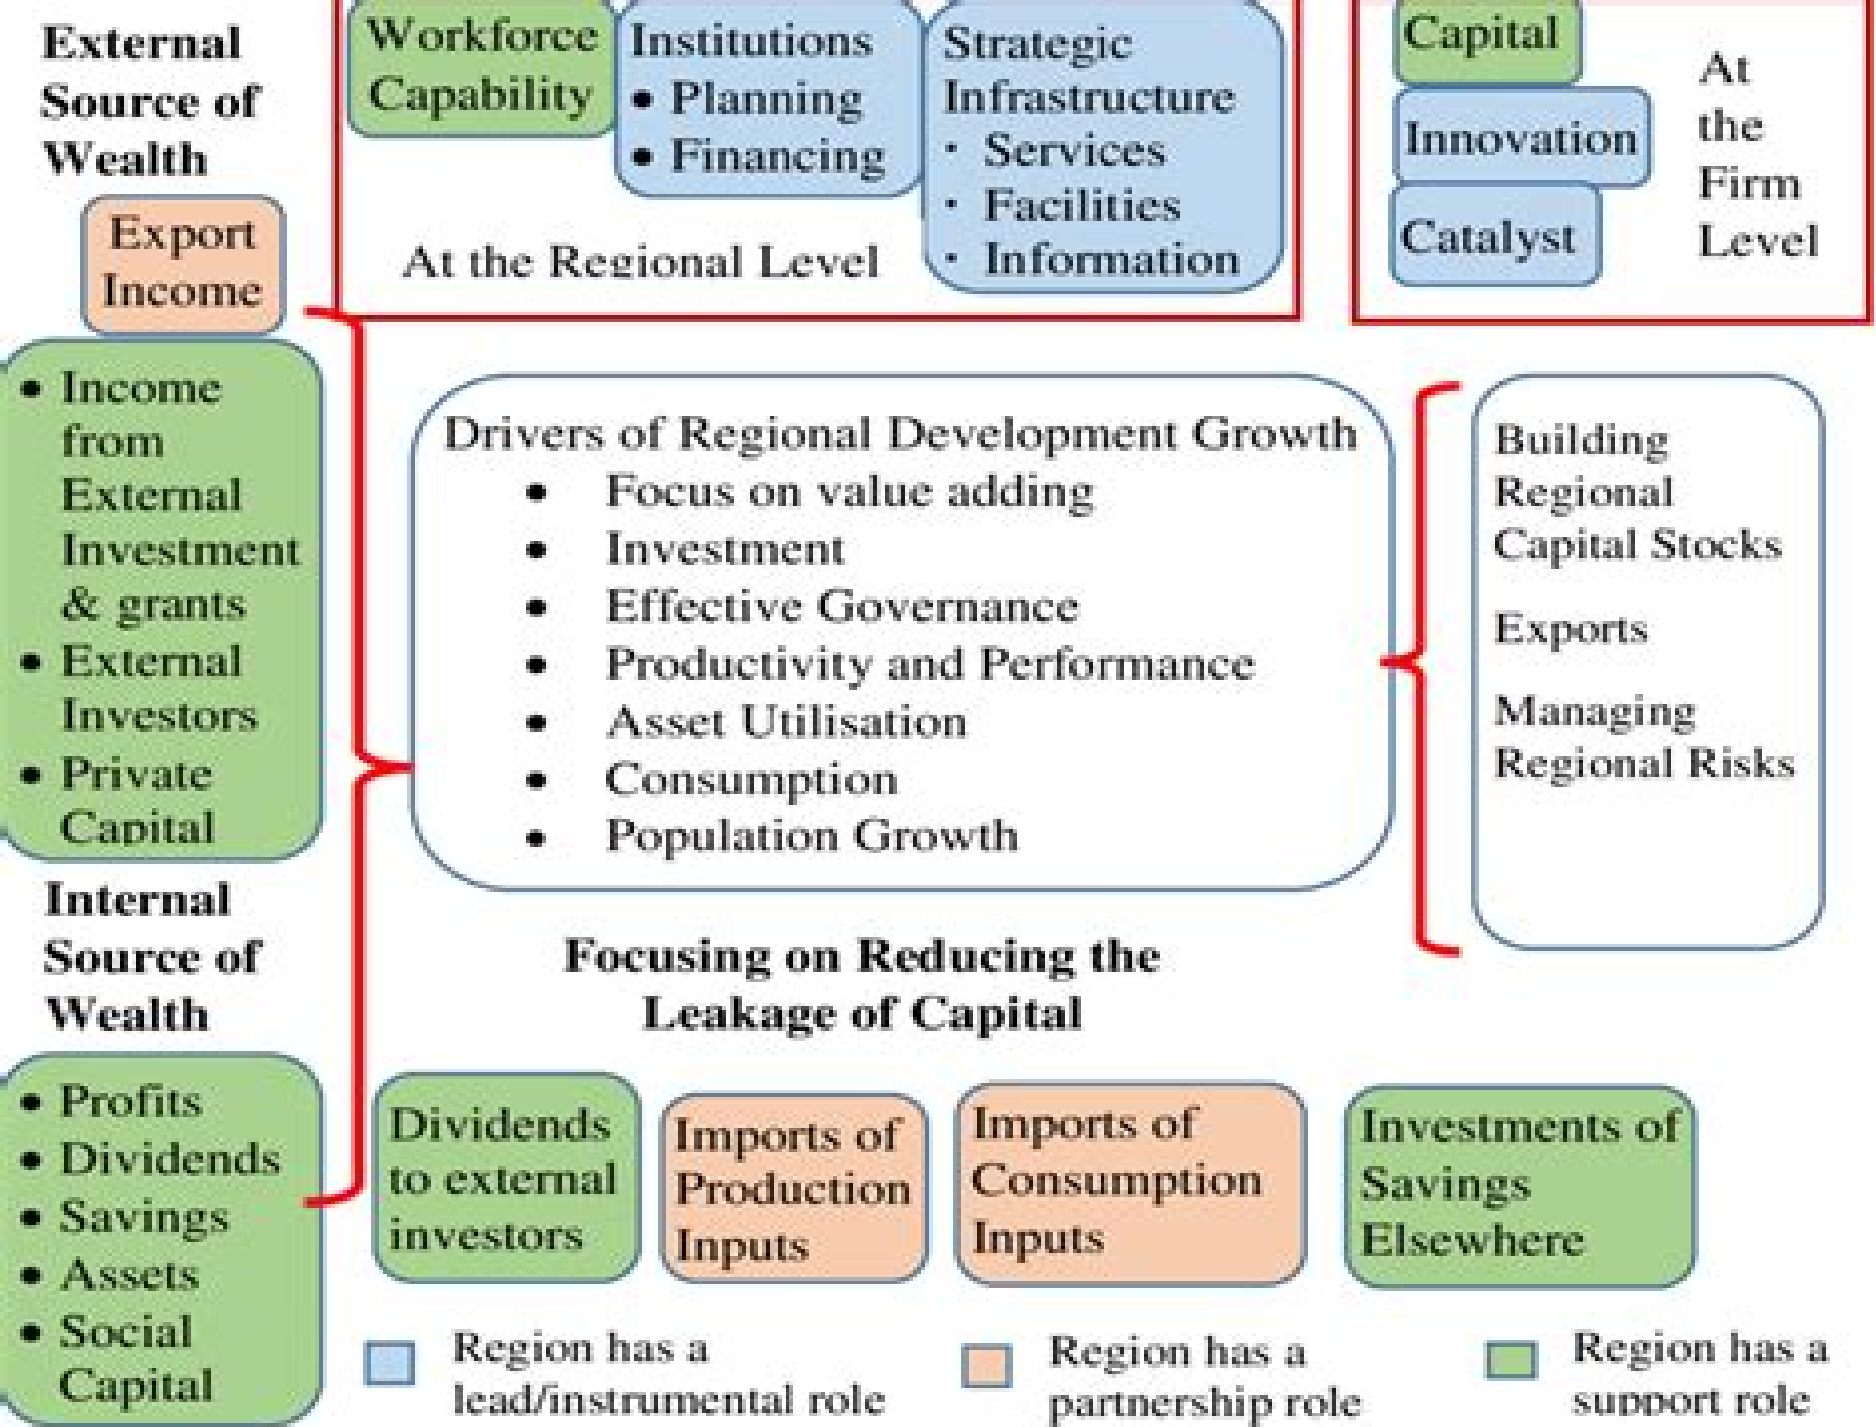 External
Source of
Wealth
Export
Income
• Income
from
External
Investment
& grants
• External
Investors
• Private
Capital
Internal
Source of
Wealth
• Profits
• Dividends
• Savings
• Assets
• Social
Capital
Workforce
Capability
Institutions
• Planning
• Financing
Strategic
Infrastructure
• Services
• Facilities
• Information
At the Regional Level
Capital
Innovation
Catalyst
At
the
Firm
Level
Drivers of Regional Development Growth
• Focus on value adding
• Investment
• Effective Governance
• Productivity and Performance
• Asset Utilisation
• Consumption
• Population Growth
Building
Regional
Capital Stocks
Exports
Managing
Regional Risks
Focusing on Reducing the
Leakage of Capital
Dividends
to external
investors
Imports of
Production
Inputs
Imports of
Consumption
Inputs
Investments of
Savings
Elsewhere
Region has a
lead/instrumental role
Region has a
partnership role
Region has a
support role